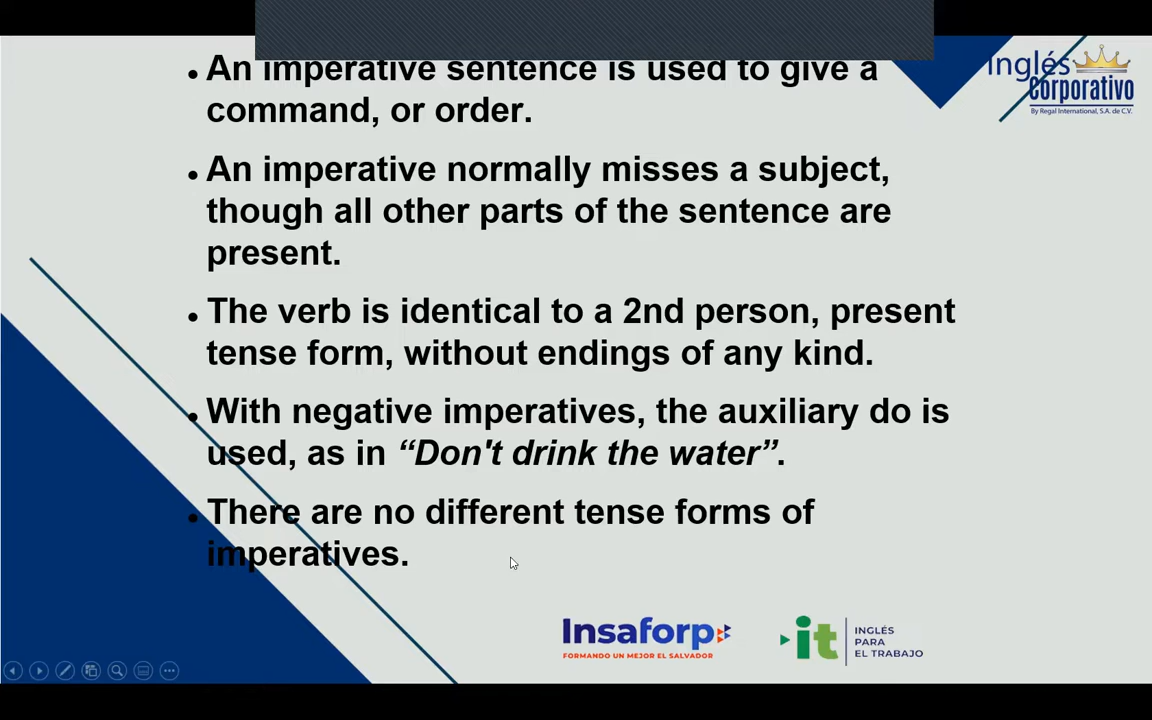 An imperative sentence is used to give a
command, or order.
An imperative normally misses a subject,
though all other parts of the sentence are
present.
The verb is identical to a 2nd person, present
tense form, without endings of any kind.
With negative imperatives, the auxiliary do is
used, as in “Don't drink the water”.
There are no different tense forms of
imperatives.
Inglés
Corporativo
By Regal International, S.A. de C.V.
Insaforp
FORMANDO UN MEJOR EL SALVADOR
it
INGLÉS
PARA
EL TRABAJO